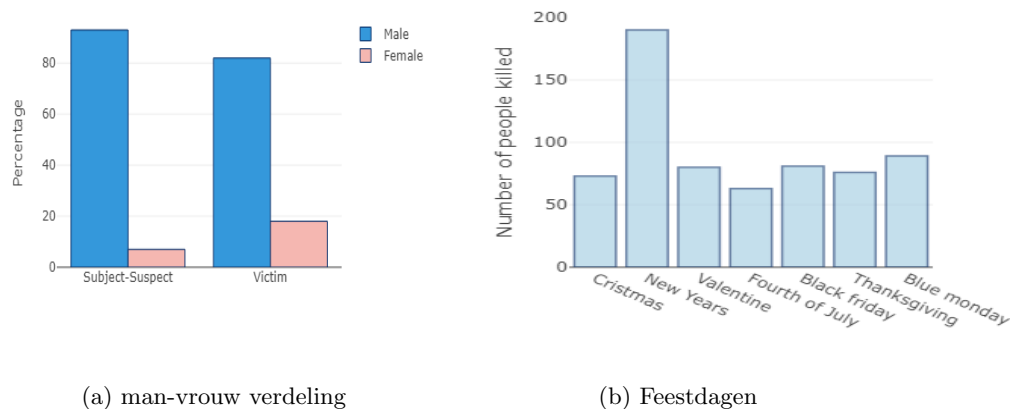 Percentage
80
60
40
20
0
Subject-Suspect
Victim
Male
Female
(a) man-vrouw verdeling
Number of people killed
200
150
100
50
0
Cristmas
New Years
Valentine
Fourth of July
Black friday
Thanksgiving
Blue monday
(b) Feestdagen